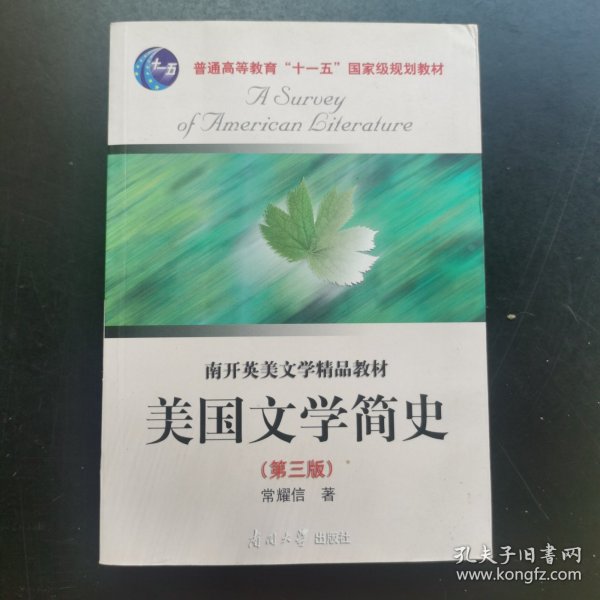 十一五
普通高等教育“十一五”国家级规划教材
A Survey
of American Literature
南开英美文学精品教材
美国文学简史
（第三版）
常耀信 著
南开大学出版社
孔夫子旧书网
www.kongfz.com